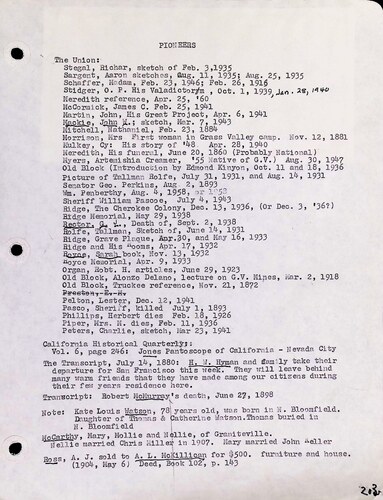 PIONEERS
The Union:
Stegal, Richar, sketch of Feb. 3,1935
Sargent, Aaron sketches, Aug. 11, 1935; Aug. 25, 1935
Schaffer, Madam, Feb. 23, 1946; Feb. 26, 1916
Stidger, O. P. His Valadictorym , Oct. 1, 1939, Jan. 28, 1940
Meredith reference, Apr. 25, '60
McCormick, James C. Feb. 25, 1941
Martin, John, His Great Project, Apr. 6, 1941
Mackie, John M.; sketch, Mar. 7, 1943
Mitchell, Nathaniel, Feb. 23, 1884
Morrison, Mrs First woman in Grass Valley camp. Nov. 12, 1881
Mulkey, Cy: His story of '48. Apr. 28, 1940
Meredith, His funeral, June 20, 1860 (Probably National)
Myers, Artemishia Creamer, '55 Native of G.V.) Aug. 30, 1947
Old Block (Introduction by Edmund Kinyon, Oct. 11 and 18, 1936
Picture of Tallman Rolfe, July 31, 1931, and Aug. 14, 1931
Senator Geo. Perkins, Aug. 2, 1893
Wm. Penberthy, Aug. 4, 1958, or 1952
Sheriff William Pascoe, July 4, 1943
Ridge, The Cherokee Colony, Dec. 13, 1936, (Or Dec. 3, '36?)
Ridge Memorial, May 29, 1938
Rector, G. L., Death of, Sept. 2, 1938
Rolfe, Tallman, Sketch of, June 14, 1931
Ridge, Grave Plaque, Apr.30, and May 16, 1933
Ridge and His Poems, Apr. 17, 1932
Royce, Sarah book, Nov. 13, 1932
Royce Memorial, Apr. 9, 1933
Organ, Robt. H. articles, June 29, 1923
Old Block, Alonzo Delano, lecture on G.V. Mines, Mar. 2, 1918
Old Block, Truckee reference, Nov. 21, 1872
Preston, E. M.
Pelton, Lester, Dec. 12, 1941
Pasco, Sheriff, killed July 1, 1893
Phillips, Herbert died Feb. 18, 1926
Piper, Mrs. H. dies, Feb. 11, 1936
Peters, Charlie, sketch, Mar 23, 1941
California Historical Quarterly:
Vol. 6, page 246: Jones Pantoscope of California - Nevada City
The Transcript, July 14, 1880: H. W. Hyman and family take their
departure for San Francisco this week. They will leave behind
many warm friends that they have made among our citizens during
their few years residence here.
Transcript: Robert McMurray's death, June 27, 1898
Note: Kate Louis Watson, 78 years old, was born in N. Bloomfield.
Daughter of Thomas & Catherine Watson.Thomas buried in
N. Bloomfield
McCarthy, Mary, Hollie and Nellie, of Graniteville.
Nellie married Chris Miller in 1907. Mary married John Heller
Ross, A. J. sold to A. L. McKilligan for $500. furniture and house.
(1904, May 6) Deed, Book 102, p. 143